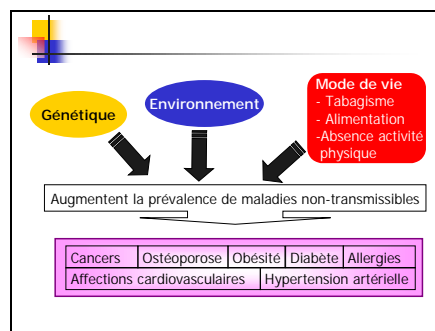 Génétique
Environnement
Mode de vie
- Tabagisme
- Alimentation
-Absence activité
physique
Augmentent la prévalence de maladies non-transmissibles
Cancers Ostéoporose Obésité Diabète Allergies
Affections cardiovasculaires Hypertension artérielle